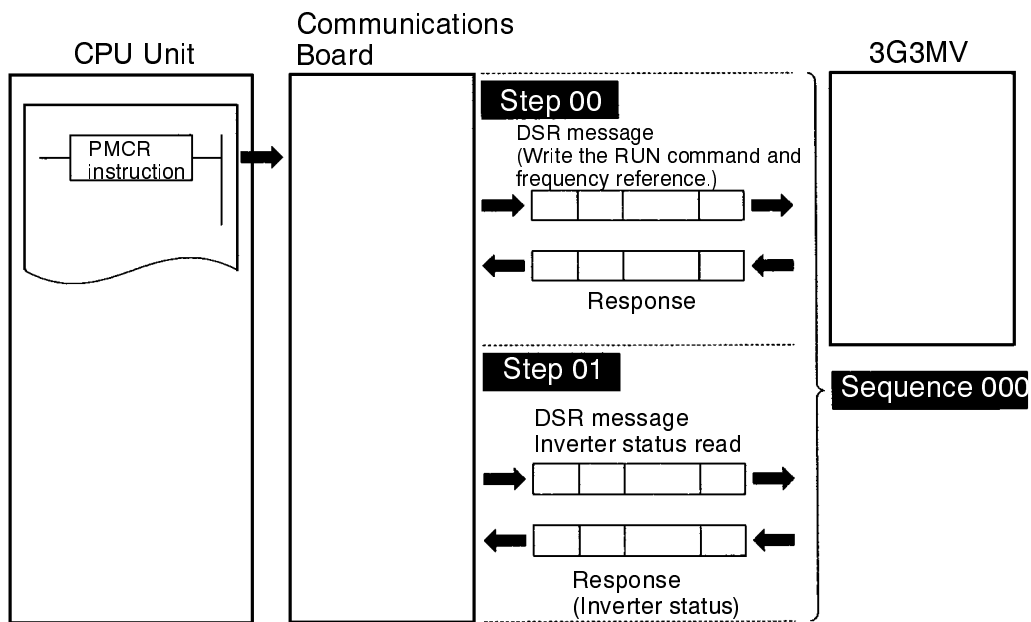 CPU Unit
Communications
Board
3G3MV
PMCR
instruction
Step 00
DSR message
(Write the RUN command and
frequency reference.)
Response
Step 01
DSR message
Inverter status read
Response
(Inverter status)
Sequence 000